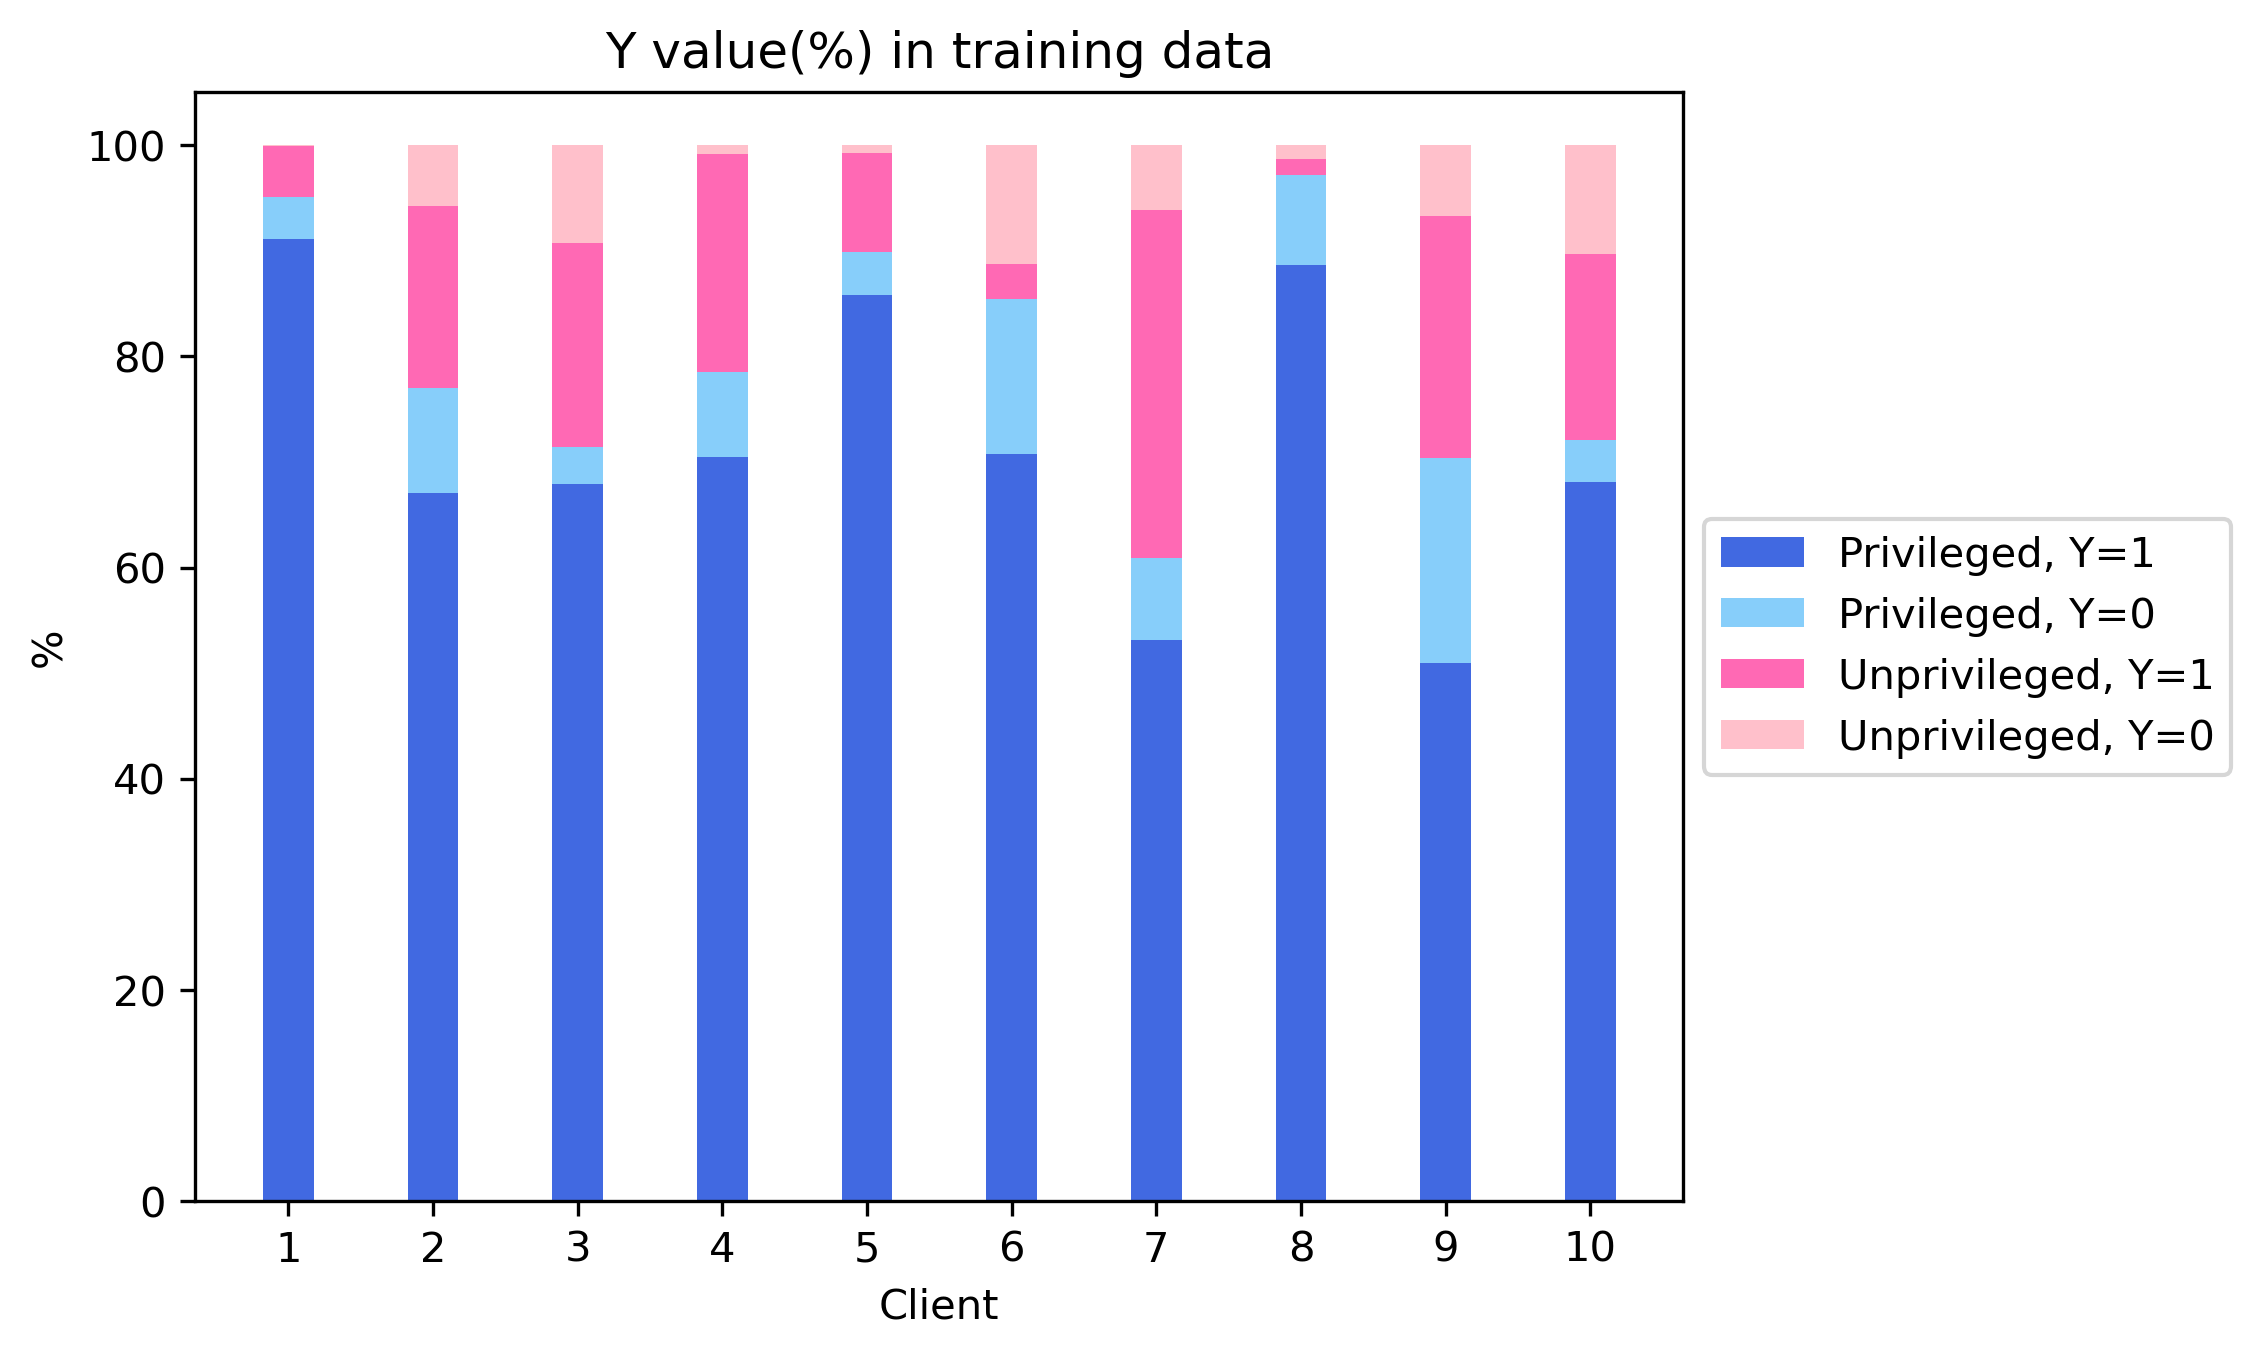 Y value(%) in training data
%
100
80
60
40
20
0
1 2 3 4 5 6 7 8 9 10
Client
Privileged, Y=1
Privileged, Y=0
Unprivileged, Y=1
Unprivileged, Y=0